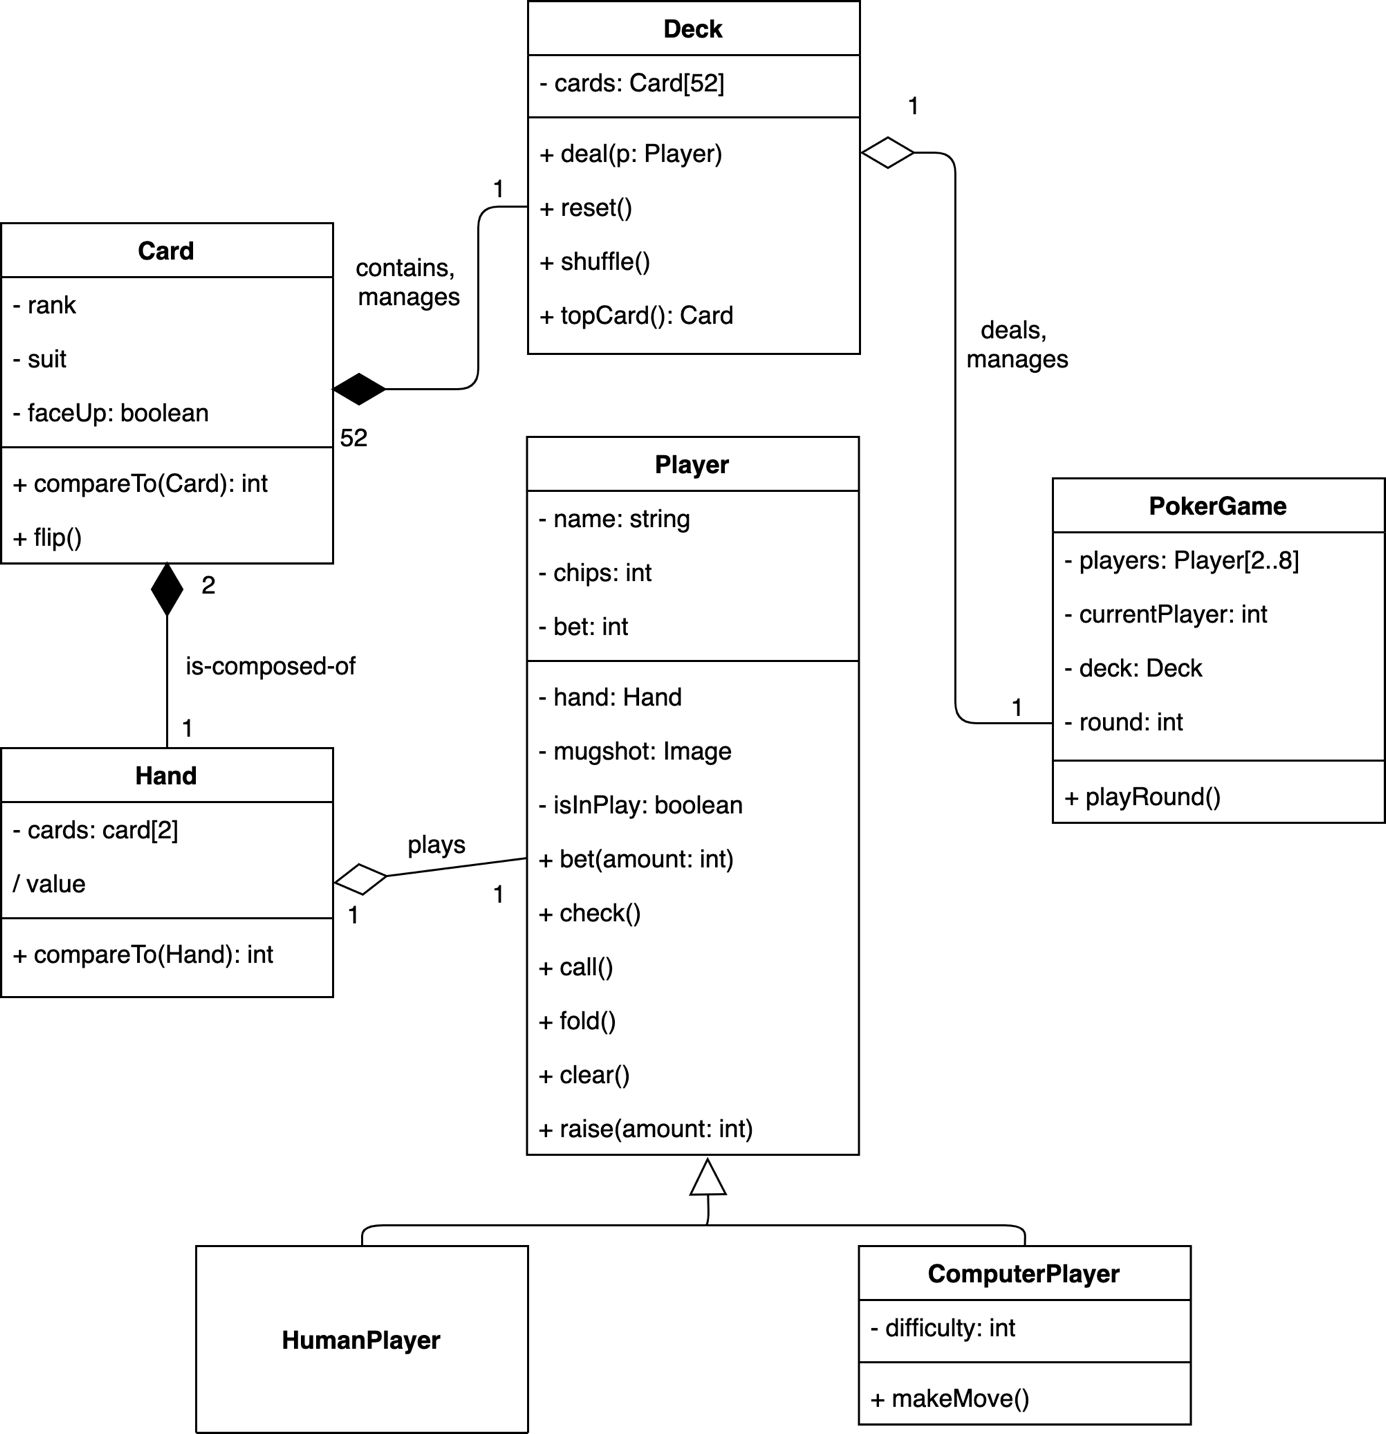 Deck
- cards: Card[52]
+ deal(p: Player)
+ reset()
+ shuffle()
+ topCard(): Card
1
1
contains,
manages
52
deals,
manages
1
Card
- rank
- suit
- faceUp: boolean
+ compareTo(Card): int
+ flip()
2
is-composed-of
1
Player
- name: string
- chips: int
- bet: int
- hand: Hand
- mugshot: Image
- isInPlay: boolean
+ bet(amount: int)
+ check()
+ call()
+ fold()
+ clear()
+ raise(amount: int)
PokerGame
- players: Player[2..8]
- currentPlayer: int
- deck: Deck
- round: int
+ playRound()
Hand
- cards: card[2]
/ value
+ compareTo(Hand): int
plays
1
1
HumanPlayer
ComputerPlayer
- difficulty: int
+ makeMove()